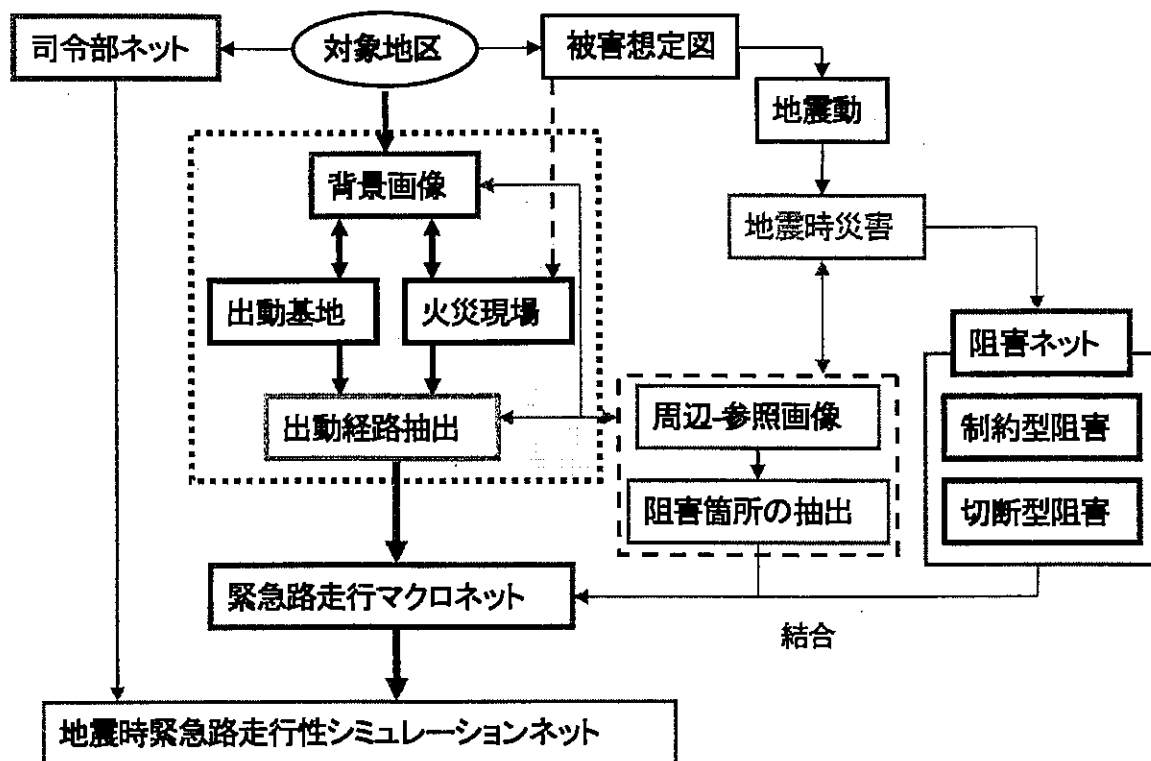 司令部ネット
対象地区
被害想定図
地震動
背景画像
地震時災害
出動基地
火災現場
阻害ネット
出動経路抽出
周辺-参照画像
制約型阻害
阻害箇所の抽出
切断型阻害
緊急路走行マクロネット
結合
地震時緊急路走行性シミュレーションネット